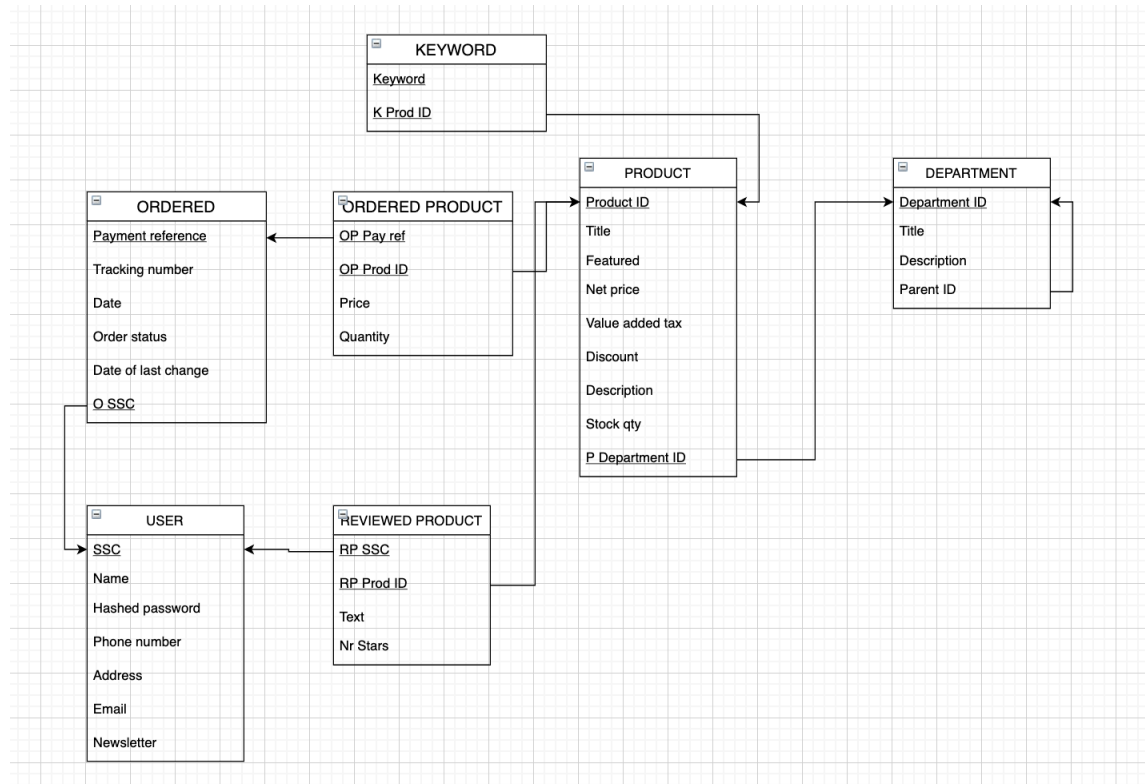 KEYWORD
Keyword
K Prod ID
ORDERED
Payment reference
Tracking number
Date
Order status
Date of last change
O SSC
ORDERED PRODUCT
OP Pay ref
OP Prod ID
Price
Quantity
PRODUCT
Product ID
Title
Featured
Net price
Value added tax
Discount
Description
Stock qty
P Department ID
DEPARTMENT
Department ID
Title
Description
Parent ID
USER
SSC
Name
Hashed password
Phone number
Address
Email
Newsletter
REVIEWED PRODUCT
RP SSC
RP Prod ID
Text
Nr Stars